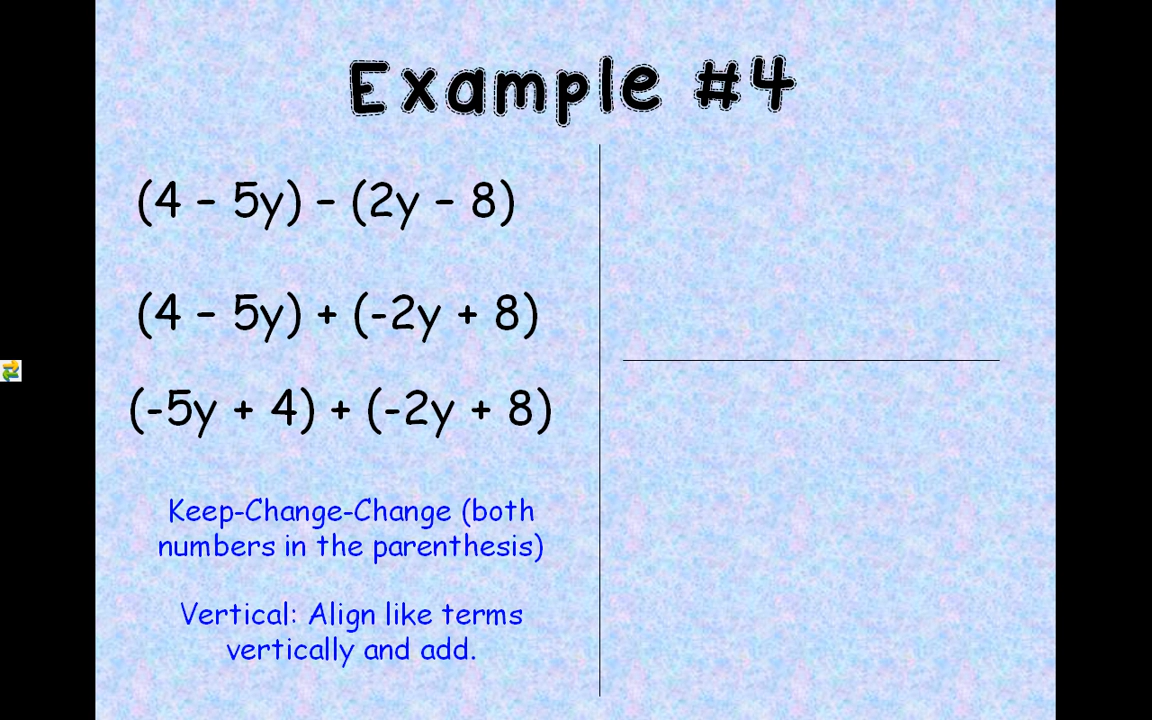 Example #4
(4 – 5y) – (2y – 8)
(4 – 5y) + (-2y + 8)
(-5y + 4) + (-2y + 8)
Keep-Change-Change (both
numbers in the parenthesis)
Vertical: Align like terms
vertically and add.